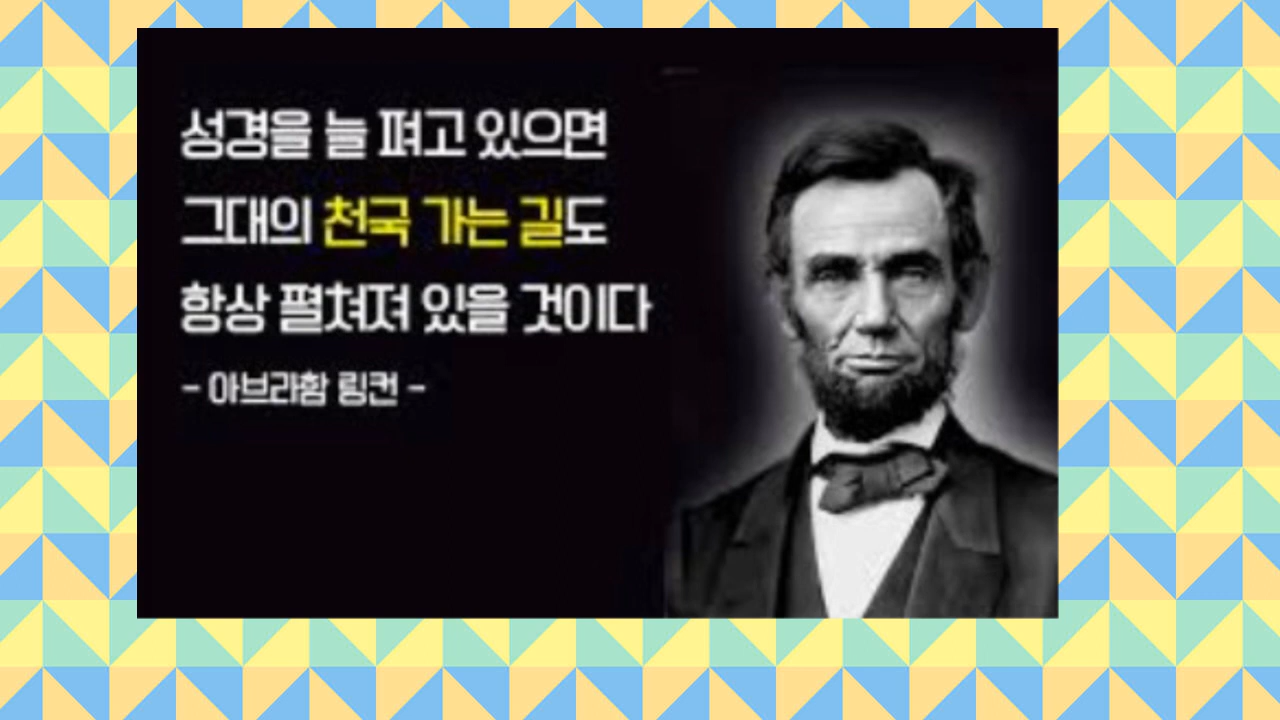 성경을 늘 펴고 있으면
그대의 천국 가는 길도
항상 펼쳐져 있을 것이다
- 아브라함 링컨 -